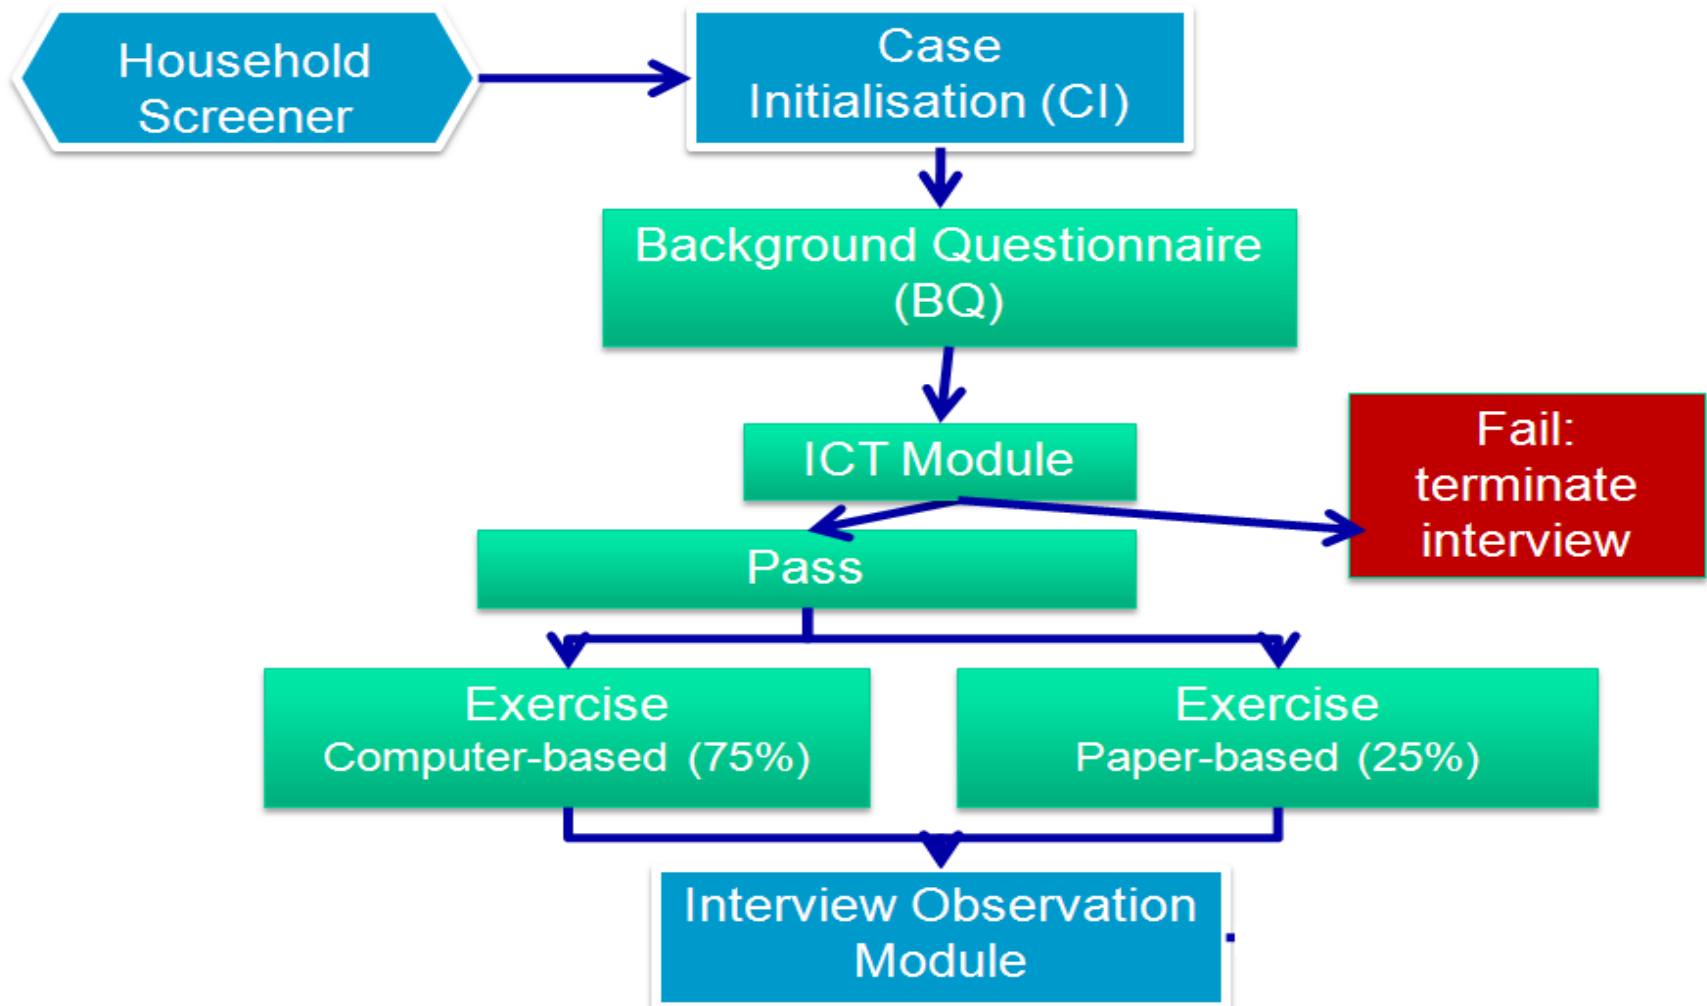 Household
Screener
Case
Initialisation (CI)
Background Questionnaire
(BQ)
ICT Module
Fail:
terminate
interview
Pass
Exercise
Computer-based (75%)
Exercise
Paper-based (25%)
Interview Observation
Module